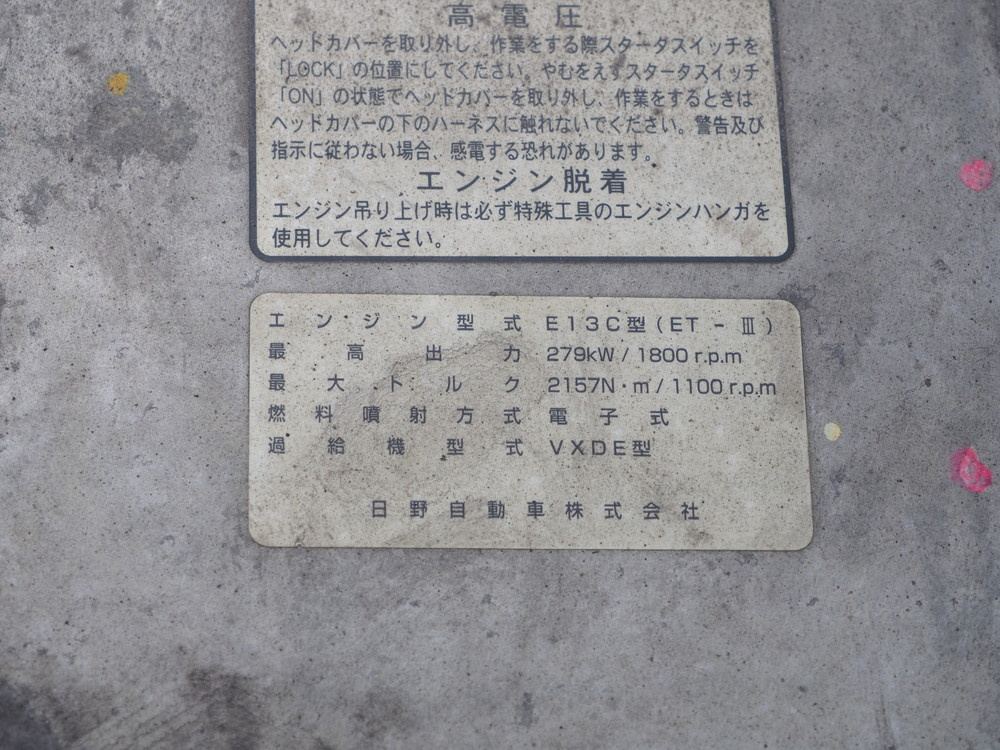 高電圧
ヘッドカバーを取り外し、作業をする際スタータスイッチを
「LOCK」の位置にしてください。やむをえずスタータスイッチ
「ON」の状態でヘッドカバーを取り外し、作業をするときは
ヘッドカバーの下のハーネスに触れないでください。警告及び
指示に従わない場合、感電する恐れがあります。
エンジン脱着
エンジン吊り上げ時は必ず特殊工具のエンジンハンガを
使用してください。
エンジン型式 E13C型(ET-Ⅲ)
最高出力 279kW/1800r.p.m
最大トルク 2157N・m/1100r.p.m
燃料噴射方式 電子式
過給機型式 VXDE型
日野自動車株式会社